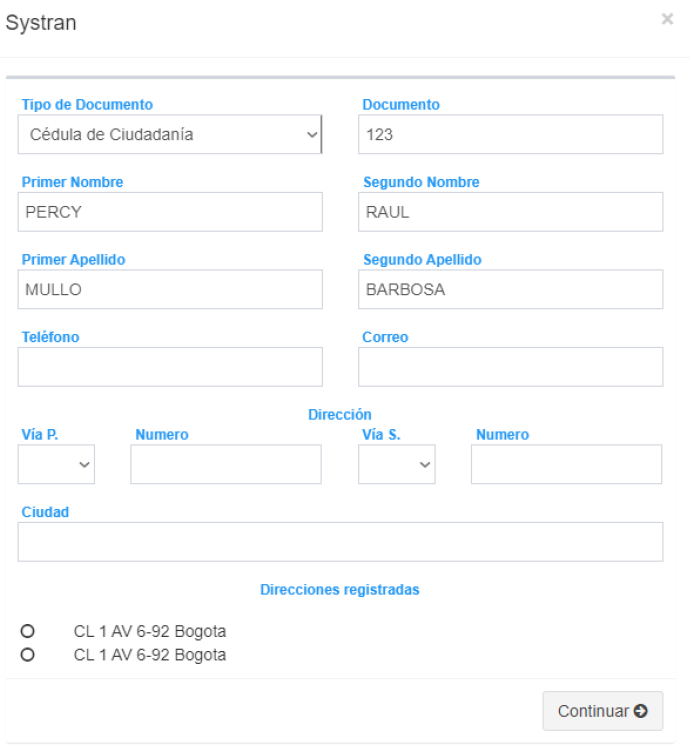 Systran
×
Tipo de Documento Documento
Cédula de Ciudadanía 123
Primer Nombre Segundo Nombre
PERCY RAUL
Primer Apellido Segundo Apellido
MULLO BARBOSA
Teléfono Correo
Dirección
Vía P. Numero Vía S. Numero
Ciudad
Direcciones registradas
CL 1 AV 6-92 Bogota
CL 1 AV 6-92 Bogota
Continuar